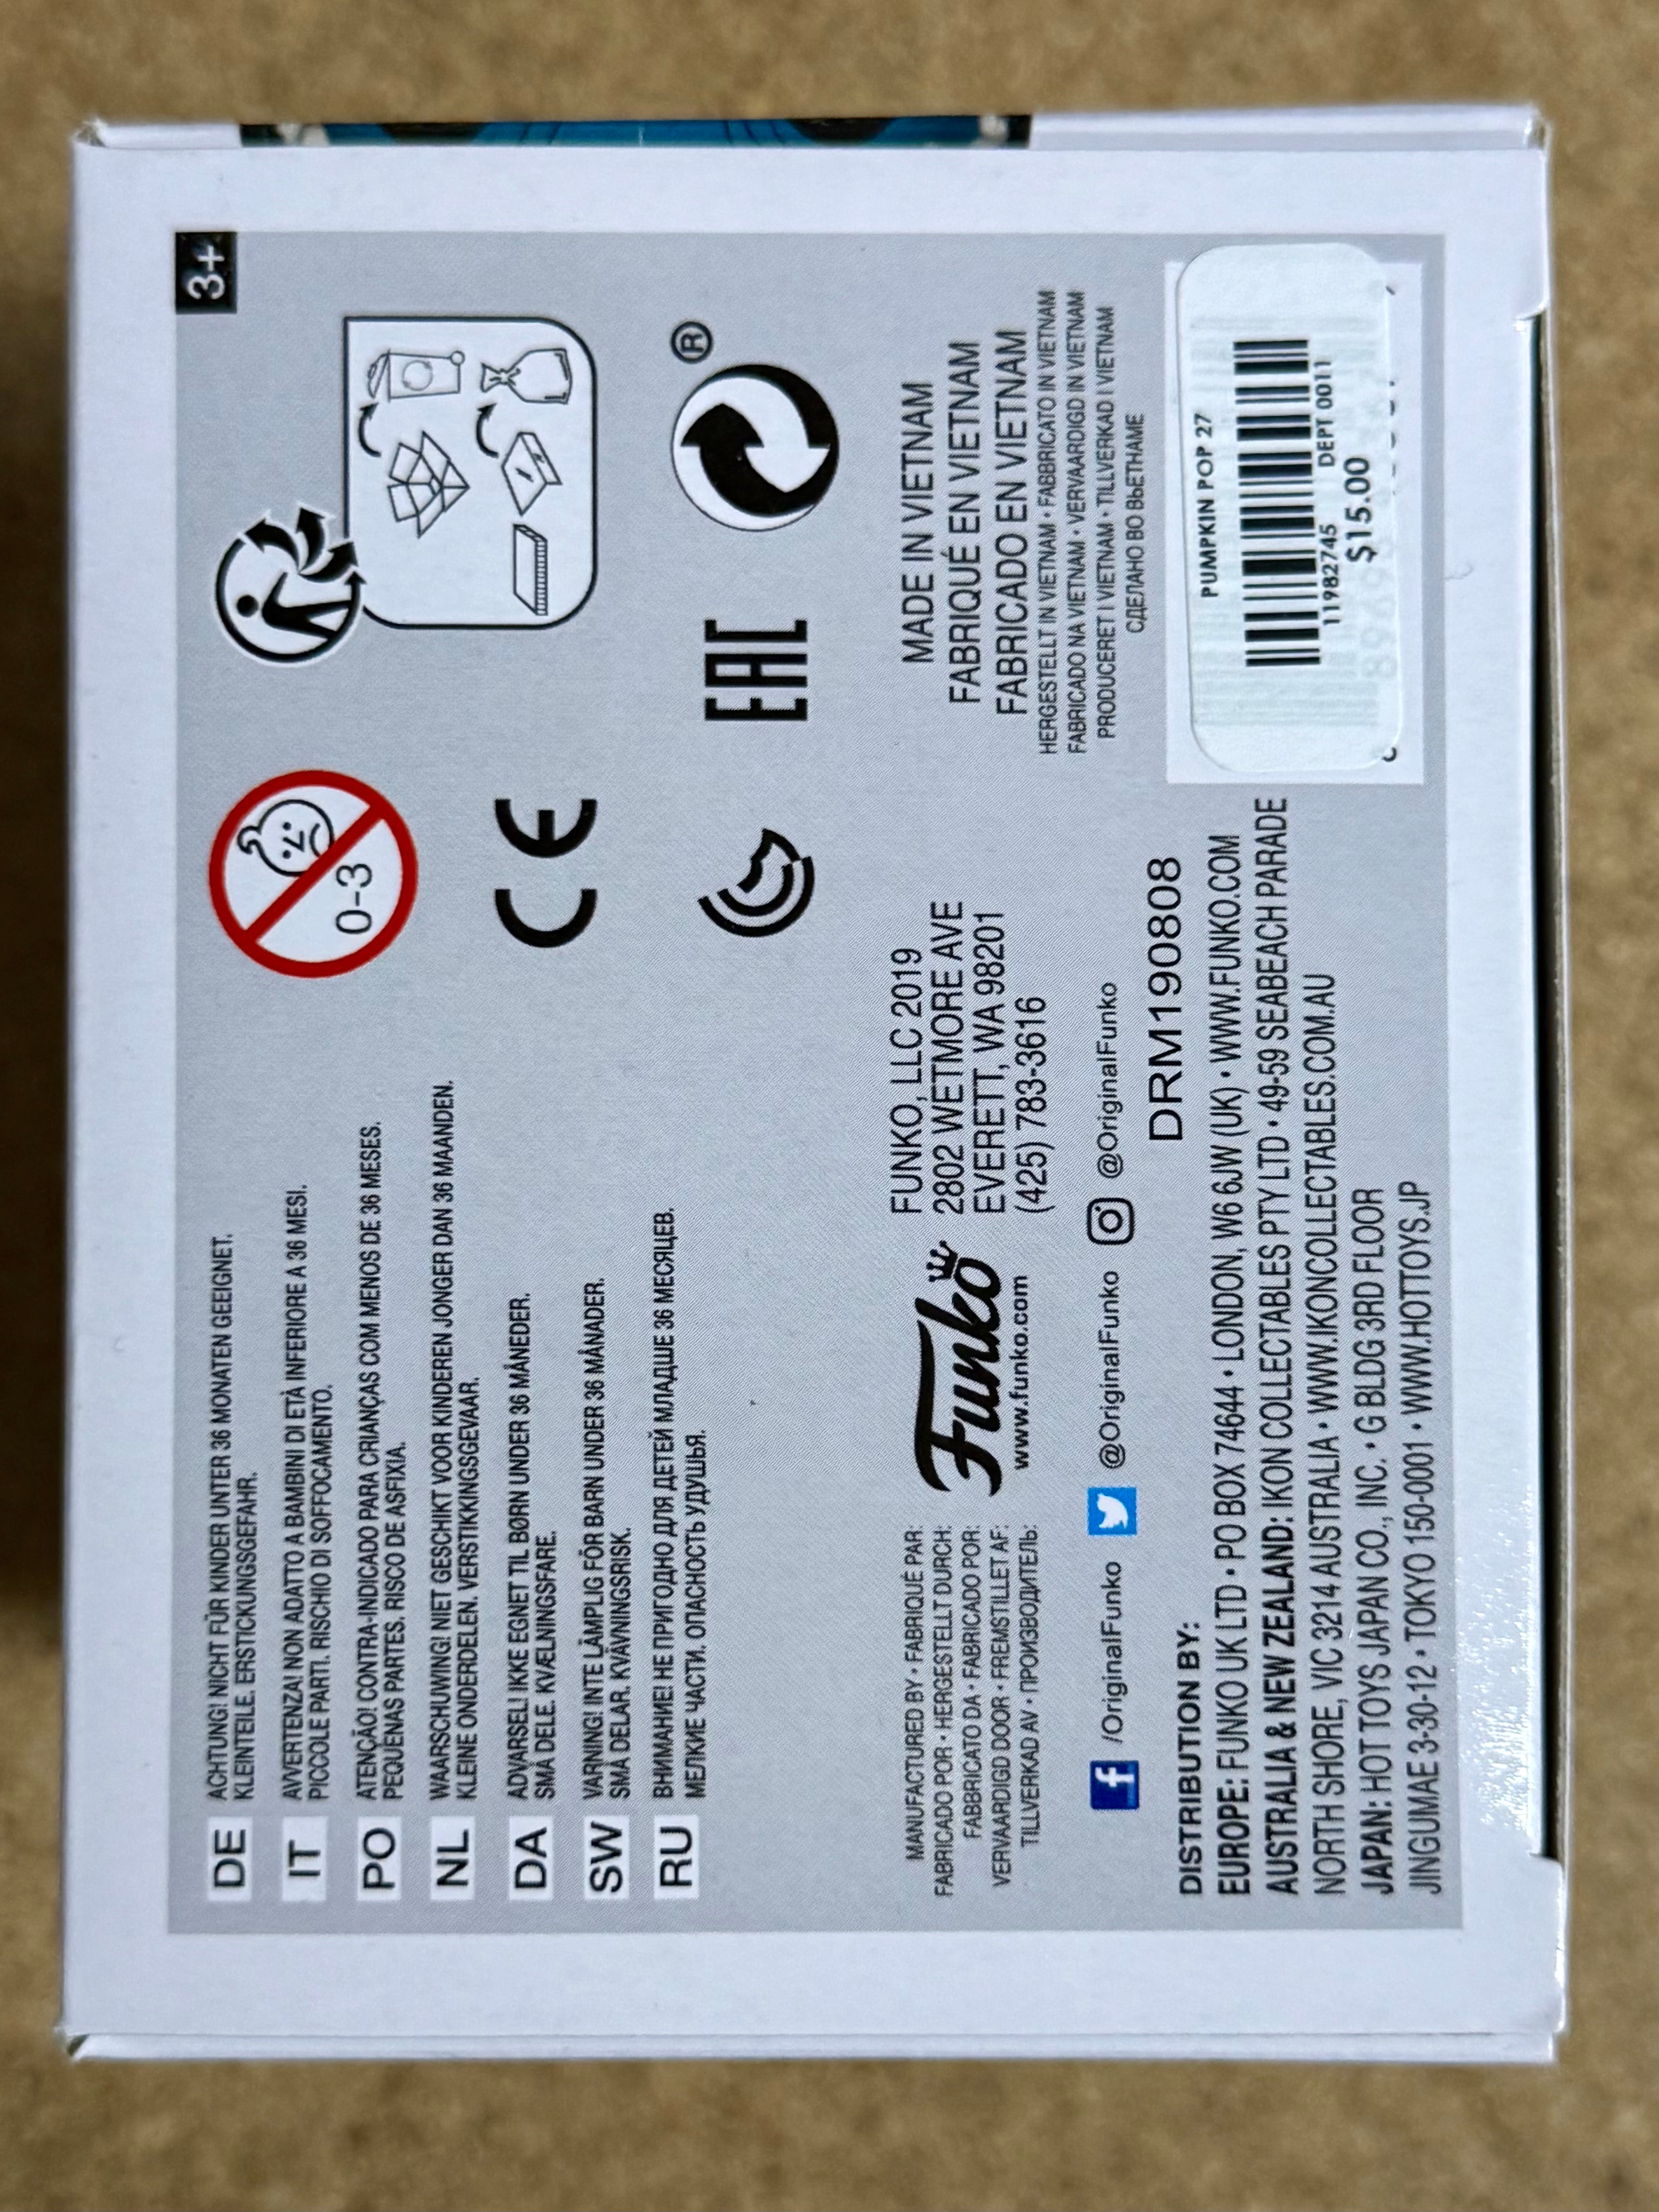 3+
DE
ACHTUNG! NICHT FÜR KINDER UNTER 36 MONATEN GEEIGNET.
KLEINTEILE. ERSTICKUNGSGEFAHR.
IT
AVVERTENZA! NON ADATTO A BAMBINI DI ETÀ INFERIORE A 36 MESI.
PICCOLE PARTI. RISCHIO DI SOFFOCAMENTO.
PO
ATENÇÃO! CONTRA-INDICADO PARA CRIANÇAS COM MENOS DE 36 MESES.
PEQUENAS PARTES. RISCO DE ASFIXIA.
NL
WAARSCHUWING! NIET GESCHIKT VOOR KINDEREN JONGER DAN 36 MAANDEN.
KLEINE ONDERDELEN. VERSTIKKINGSGEVAAR.
DA
ADVARSEL! IKKE EGNET TIL BØRN UNDER 36 MÅNEDER.
SMÅ DELE. KVÆLNINGSFARE.
SW
VARNING! INTE LÄMPLIG FÖR BARN UNDER 36 MÅNADER.
SMÅ DELAR. KVÄVNINGSRISK.
RU
ВНИМАНИЕ! НЕ ПРИГОДНО ДЛЯ ДЕТЕЙ МЛАДШЕ 36 МЕСЯЦЕВ.
МЕЛКИЕ ЧАСТИ. ОПАСНОСТЬ УДУШЬЯ.
0-3
CE
EAC
®
MANUFACTURED BY • FABRIQUÉ PAR:
FABRICADO POR • HERGESTELLT DURCH:
FABBRICATO DA • FABRICADO POR:
VERVAARDIGD DOOR • FREMSTILLET AF:
TILLVERKAD AV • ПРОИЗВОДИТЕЛЬ:
Funko
www.funko.com
FUNKO, LLC 2019
2802 WETMORE AVE
EVERETT, WA 98201
(425) 783-3616
/OriginalFunko @OriginalFunko @OriginalFunko
MADE IN VIETNAM
FABRIQUÉ EN VIETNAM
FABRICADO EN VIETNAM
HERGESTELLT IN VIETNAM • FABBRICATO IN VIETNAM
FABRICADO NA VIETNAM • VERVAARDIGD IN VIETNAM
PRODUCERET I VIETNAM • TILLVERKAD I VIETNAM
СДЕЛАНО ВО ВЬЕТНАМЕ
DRM190808
DISTRIBUTION BY:
EUROPE: FUNKO UK LTD • PO BOX 74644 • LONDON, W6 6JW (UK) • WWW.FUNKO.COM
AUSTRALIA & NEW ZEALAND: IKON COLLECTABLES PTY LTD • 49-59 SEABEACH PARADE
NORTH SHORE, VIC 3214 AUSTRALIA • WWW.IKONCOLLECTABLES.COM.AU
JAPAN: HOT TOYS JAPAN CO., INC. • G BLDG 3RD FLOOR
JINGUMAE 3-30-12 • TOKYO 150-0001 • WWW.HOTTOYS.JP
PUMPKIN POP 27
11982745 DEPT 0011
$15.00